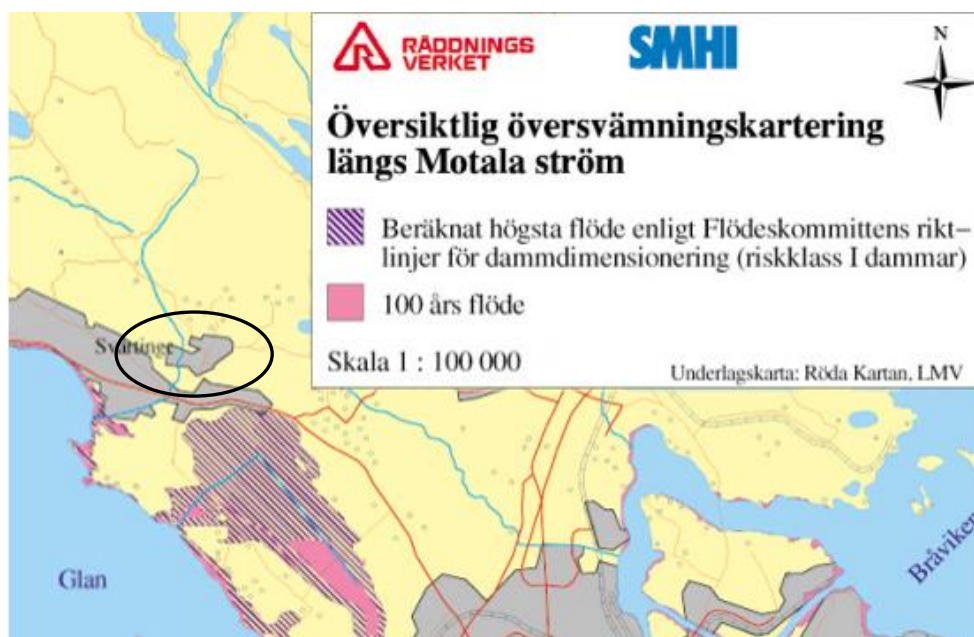 RÄDDNINGS
VERKET
SMHI
N
Översiktlig översvämningskartering
längs Motala ström
Beräknat högsta flöde enligt Flödeskommittens rikt–
linjer för dammdimensionering (riskklass I dammar)
100 års flöde
Skala 1 : 100 000
Underlagskarta: Röda Kartan, LMV
Svärtinge
Glan
Bråviken